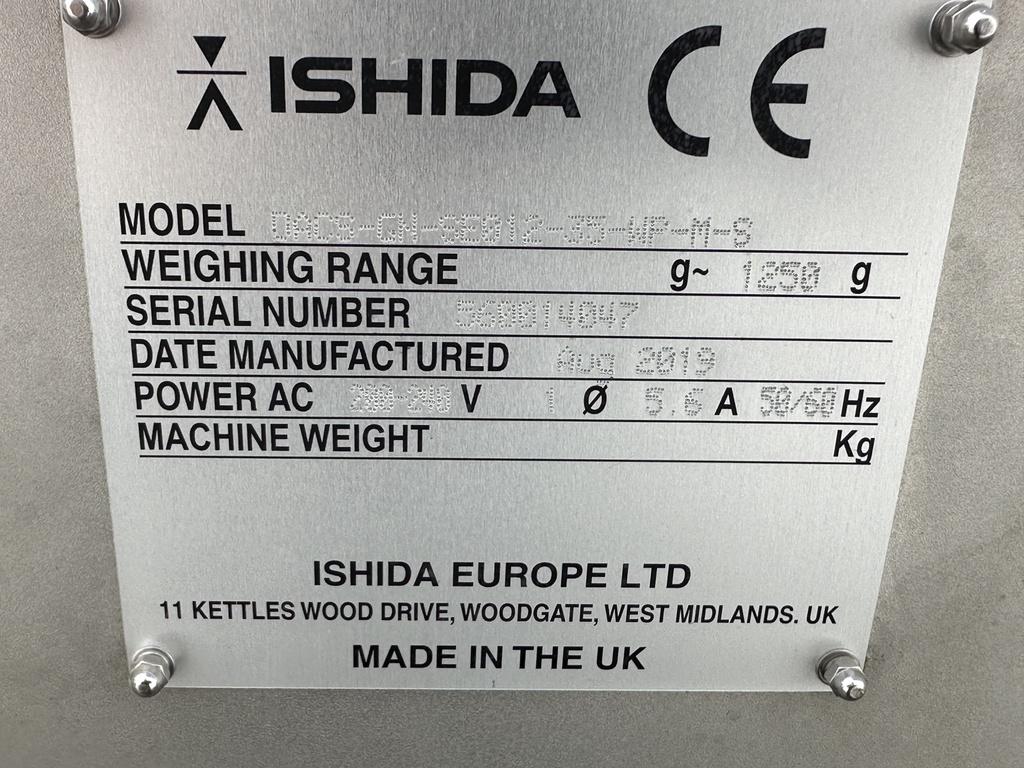 ISHIDA CE
MODEL DACS-GN-SE012-35-WP-M-S
WEIGHING RANGE g~ 1250 g
SERIAL NUMBER 560014047
DATE MANUFACTURED Aug 2019
POWER AC 200-240 V 1 Ø 5.6 A 50/60 Hz
MACHINE WEIGHT Kg
ISHIDA EUROPE LTD
11 KETTLES WOOD DRIVE, WOODGATE, WEST MIDLANDS. UK
MADE IN THE UK